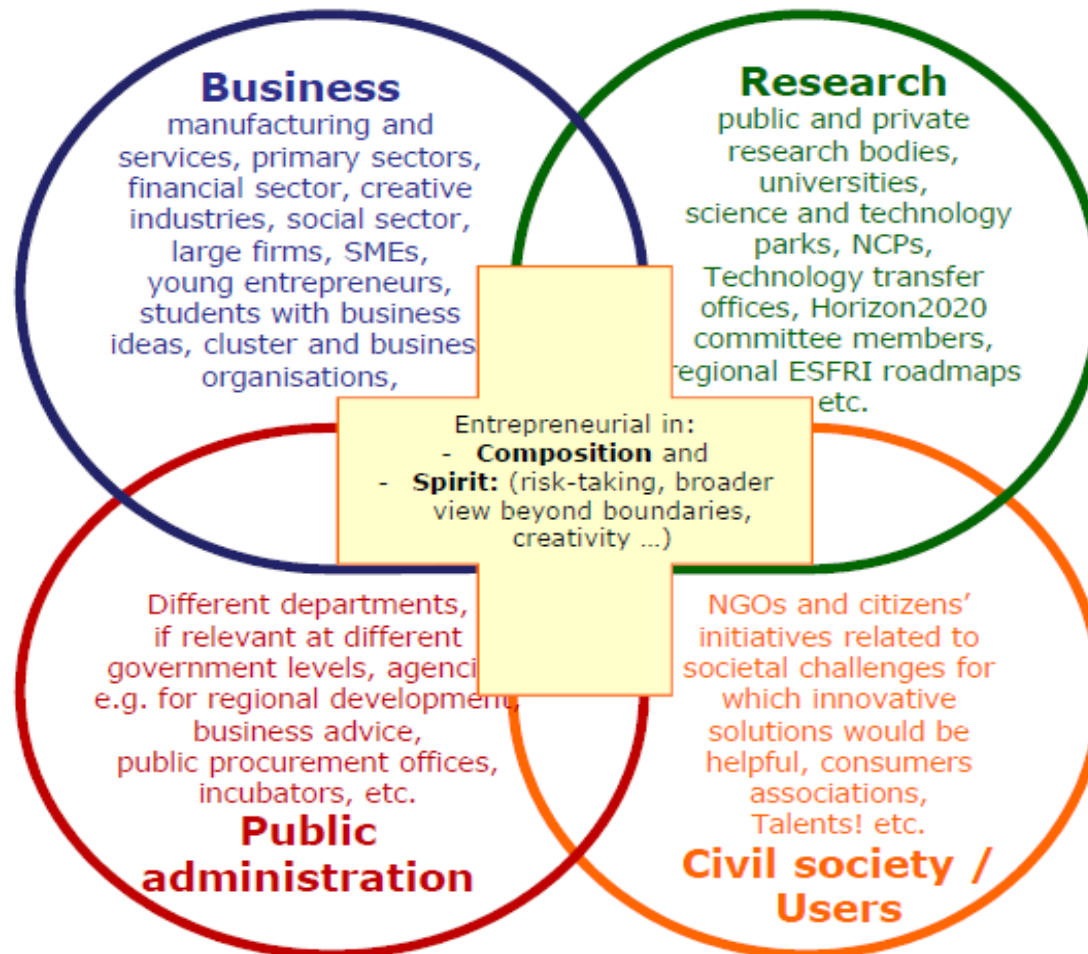 Business
manufacturing and
services, primary sectors,
financial sector, creative
industries, social sector,
large firms, SMEs,
young entrepreneurs,
students with business
ideas, cluster and busines
organisations,
Research
public and private
research bodies,
universities,
science and technology
parks, NCPs,
Technology transfer
offices, Horizon2020
committee members,
regional ESFRI roadmaps
etc.
Entrepreneurial in:
- Composition and
- Spirit: (risk-taking, broader
view beyond boundaries,
creativity …)
Different departments,
if relevant at different
government levels, agenci
e.g. for regional development,
business advice,
public procurement offices,
incubators, etc.
Public
administration
NGOs and citizens’
initiatives related to
societal challenges for
which innovative
solutions would be
helpful, consumers
associations,
Talents! etc.
Civil society /
Users